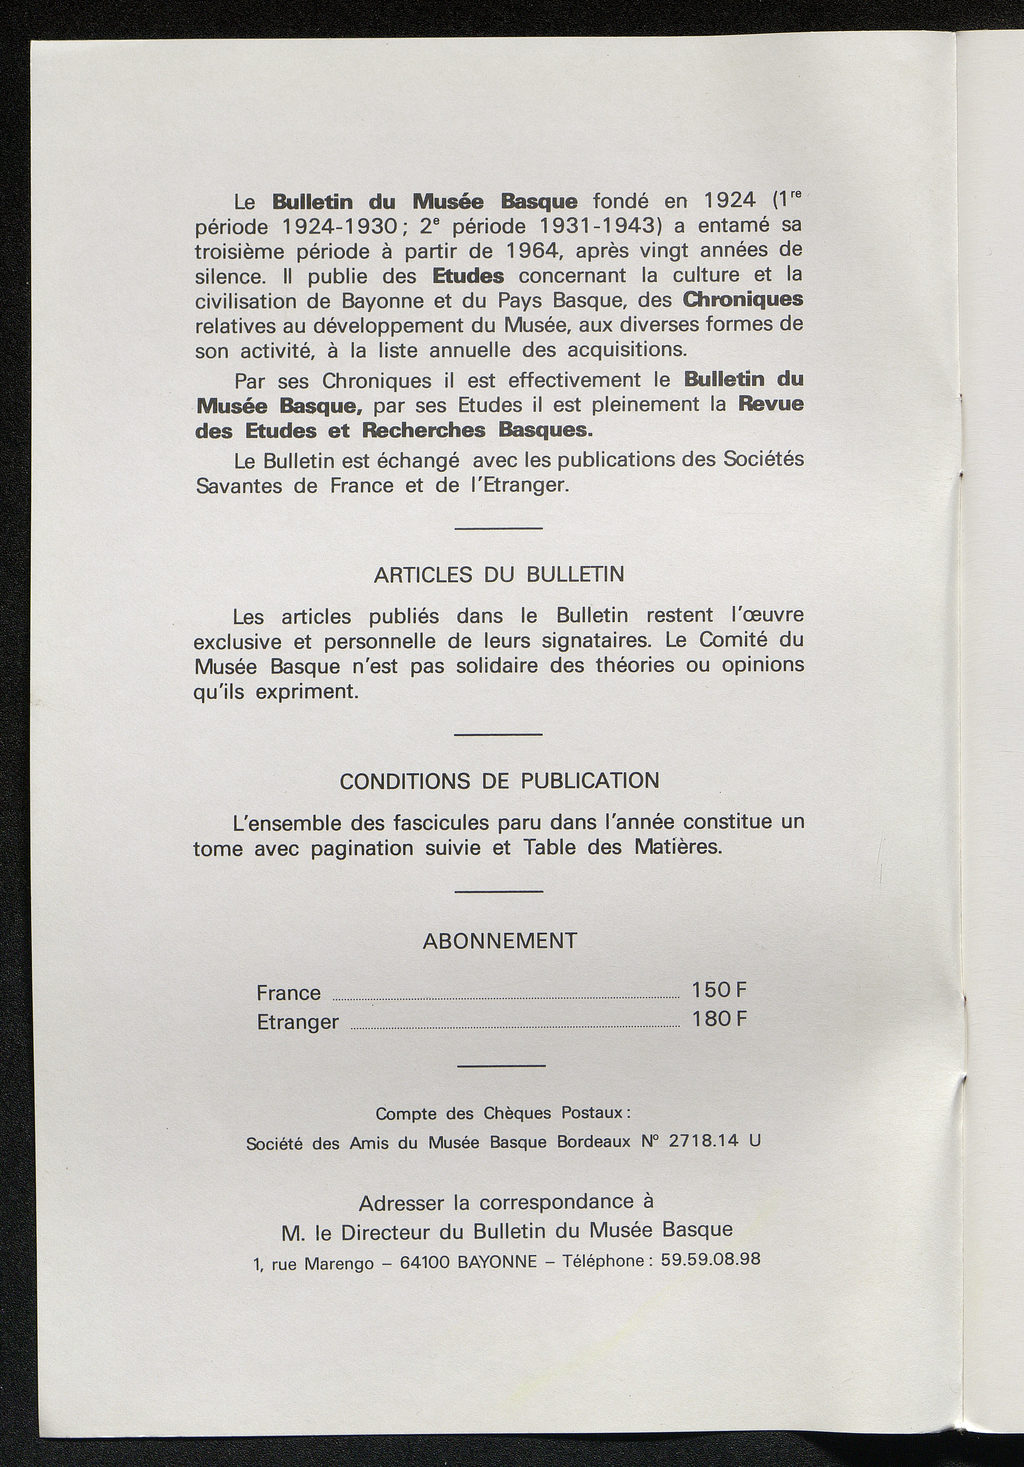 Le Bulletin du Musée Basque fondé en 1924 (1re
période 1924-1930 ; 2e période 1931-1943) a entamé sa
troisième période à partir de 1964, après vingt années de
silence. Il publie des Etudes concernant la culture et la
civilisation de Bayonne et du Pays Basque, des Chroniques
relatives au développement du Musée, aux diverses formes de
son activité, à la liste annuelle des acquisitions.
Par ses Chroniques il est effectivement le Bulletin du
Musée Basque, par ses Etudes il est pleinement la Revue
des Etudes et Recherches Basques.
Le Bulletin est échangé avec les publications des Sociétés
Savantes de France et de l'Etranger.
ARTICLES DU BULLETIN
Les articles publiés dans le Bulletin restent l'œuvre
exclusive et personnelle de leurs signataires. Le Comité du
Musée Basque n'est pas solidaire des théories ou opinions
qu'ils expriment.
CONDITIONS DE PUBLICATION
L'ensemble des fascicules paru dans l'année constitue un
tome avec pagination suivie et Table des Matières.
ABONNEMENT
France ........ 150 F
Etranger ........ 180 F
Compte des Chèques Postaux :
Société des Amis du Musée Basque Bordeaux N° 2718.14 U
Adresser la correspondance à
M. le Directeur du Bulletin du Musée Basque
1, rue Marengo – 64100 BAYONNE – Téléphone : 59.59.08.98